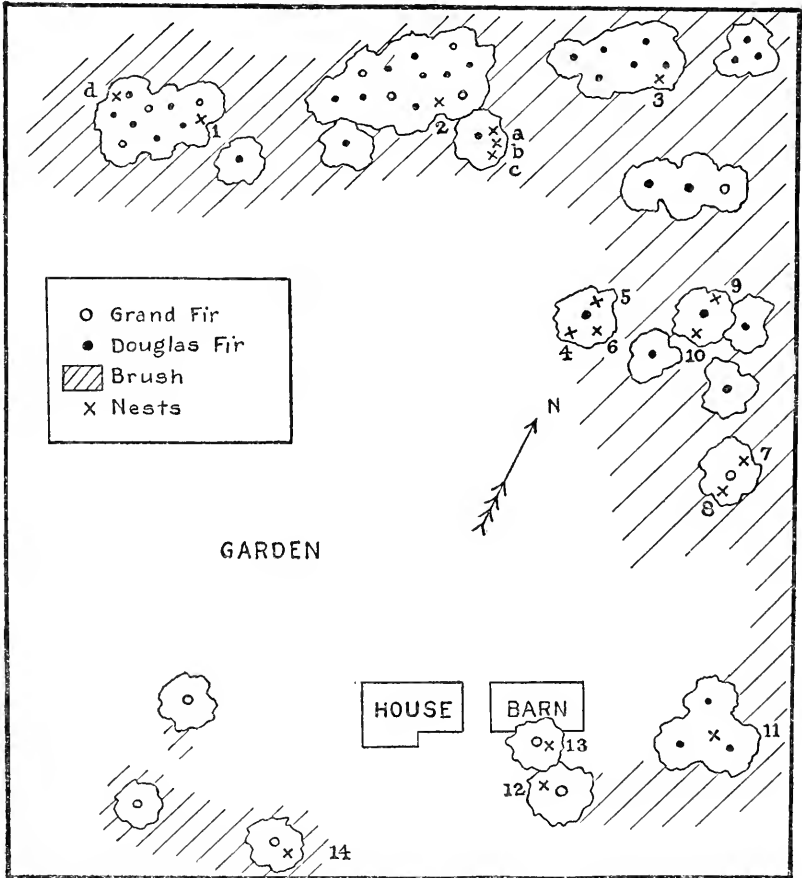 d
1
2
a
b
c
3
Grand Fir
Douglas Fir
Brush
Nests
5
4
6
9
10
N
7
8
GARDEN
HOUSE
BARN
11
13
12
14